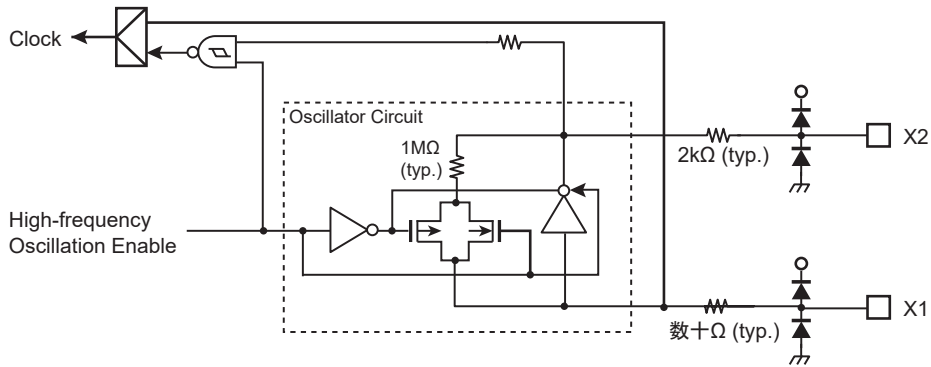 Clock
Oscillator Circuit
1MΩ
(typ.)
2kΩ (typ.)
X2
High-frequency
Oscillation Enable
数十Ω (typ.)
X1